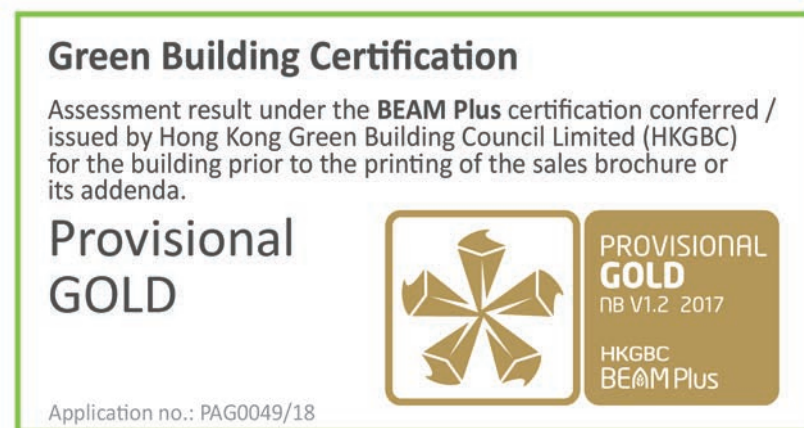 Green Building Certification
Assessment result under the BEAM Plus certification conferred /
issued by Hong Kong Green Building Council Limited (HKGBC)
for the building prior to the printing of the sales brochure or
its addenda.
Provisional
GOLD
PROVISIONAL
GOLD
NB V1.2 2017
HKGBC
BEAM Plus
Application no.: PAG0049/18